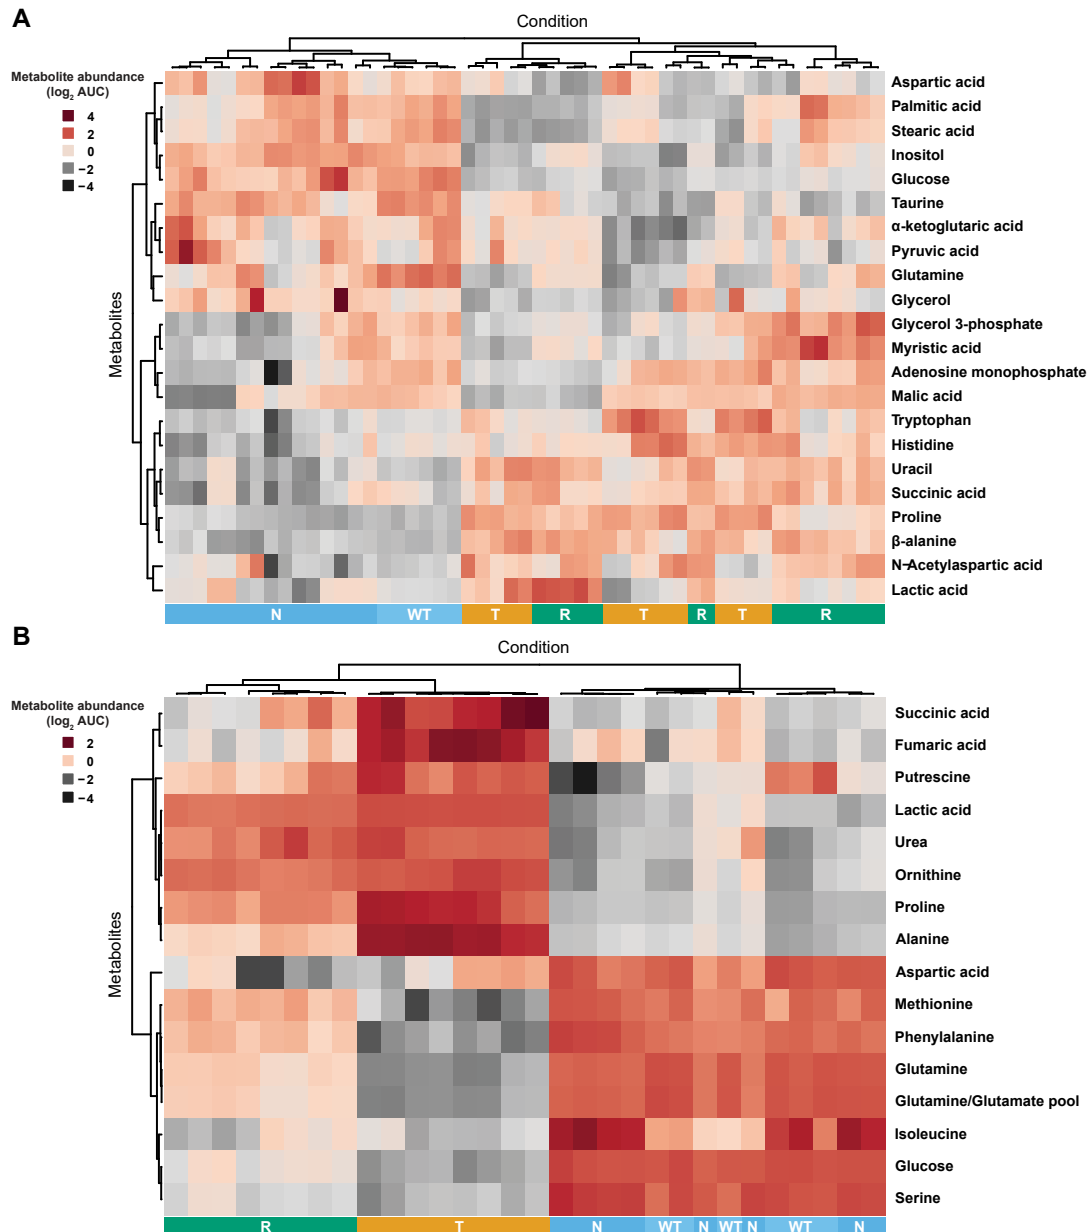 A
Condition
Metabolite abundance
(log2 AUC)
4
2
0
−2
−4
Metabolites
Aspartic acid
Palmitic acid
Stearic acid
Inositol
Glucose
Taurine
α-ketoglutaric acid
Pyruvic acid
Glutamine
Glycerol
Glycerol 3-phosphate
Myristic acid
Adenosine monophosphate
Malic acid
Tryptophan
Histidine
Uracil
Succinic acid
Proline
β-alanine
N-Acetylaspartic acid
Lactic acid
N WT T R T R T R
B
Condition
Metabolite abundance
(log2 AUC)
2
0
−2
−4
Metabolites
Succinic acid
Fumaric acid
Putrescine
Lactic acid
Urea
Ornithine
Proline
Alanine
Aspartic acid
Methionine
Phenylalanine
Glutamine
Glutamine/Glutamate pool
Isoleucine
Glucose
Serine
R T N WT N WT N WT N